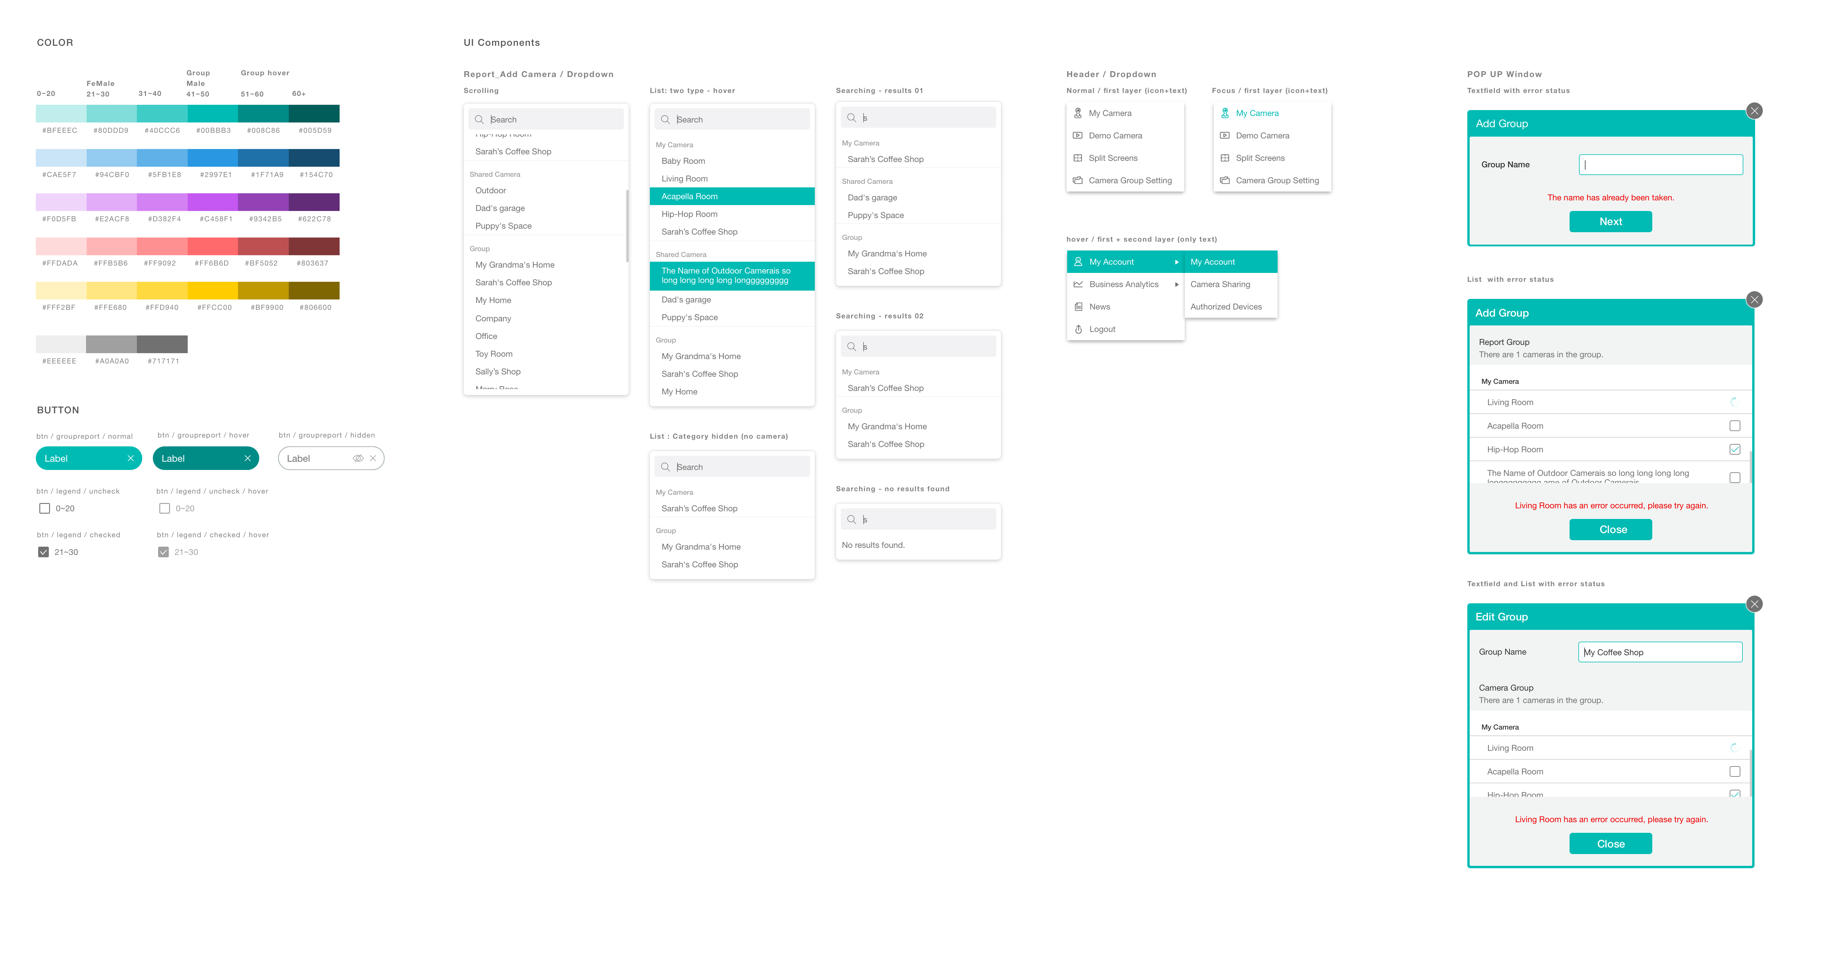 COLOR
Group
Group hover
FeMale
Male
0~20
21~30
31~40
41~50
51~60
60+
#BFEEEC
#80DDD9
#40CCC6
#00BBB3
#008C86
#005D59
#CAE5F7
#94CBF0
#5FB1E8
#2997E1
#1F71A9
#154C70
#F0D5FB
#E2ACF8
#D382F4
#C458F1
#9342B5
#622C78
#FFDADA
#FFB5B6
#FF9092
#FF6B6D
#BF5052
#803637
#FFF2BF
#FFE680
#FFD940
#FFCC00
#BF9900
#806600
#EEEEEE
#A0A0A0
#717171
BUTTON
btn / groupreport / normal
btn / groupreport / hover
btn / groupreport / hidden
Label
Label
Label
btn / legend / uncheck
btn / legend / uncheck / hover
0~20
0~20
btn / legend / checked
btn / legend / checked / hover
21~30
21~30
UI Components
Report_Add Camera / Dropdown
Scrolling
Search
Hip-Hop Room
Sarah's Coffee Shop
Shared Camera
Outdoor
Dad's garage
Puppy's Space
Group
My Grandma's Home
Sarah's Coffee Shop
My Home
Company
Office
Toy Room
Sally's Shop
List: two type - hover
Search
My Camera
Baby Room
Living Room
Acapella Room
Hip-Hop Room
Sarah's Coffee Shop
Shared Camera
The Name of Outdoor Camerais so
long long long long longggggggggg
Dad's garage
Puppy's Space
Group
My Grandma's Home
Sarah's Coffee Shop
My Home
List : Category hidden (no camera)
Search
My Camera
Sarah's Coffee Shop
Group
My Grandma's Home
Sarah's Coffee Shop
Searching - results 01
s
My Camera
Sarah's Coffee Shop
Shared Camera
Dad's garage
Puppy's Space
Group
My Grandma's Home
Sarah's Coffee Shop
Searching - results 02
s
My Camera
Sarah's Coffee Shop
Group
My Grandma's Home
Sarah's Coffee Shop
Searching - no results found
s
No results found.
Header / Dropdown
Normal / first layer (icon+text)
My Camera
Demo Camera
Split Screens
Camera Group Setting
Focus / first layer (icon+text)
My Camera
Demo Camera
Split Screens
Camera Group Setting
hover / first + second layer (only text)
My Account
Business Analytics
News
Logout
My Account
Camera Sharing
Authorized Devices
POP UP Window
Textfield with error status
Add Group
Group Name
The name has already been taken.
Next
List with error status
Add Group
Report Group
There are 1 cameras in the group.
My Camera
Living Room
Acapella Room
Hip-Hop Room
The Name of Outdoor Camerais so long long long long
Living Room has an error occurred, please try again.
Close
Textfield and List with error status
Edit Group
Group Name
My Coffee Shop
Camera Group
There are 1 cameras in the group.
My Camera
Living Room
Acapella Room
Hip-Hop Room
Living Room has an error occurred, please try again.
Close